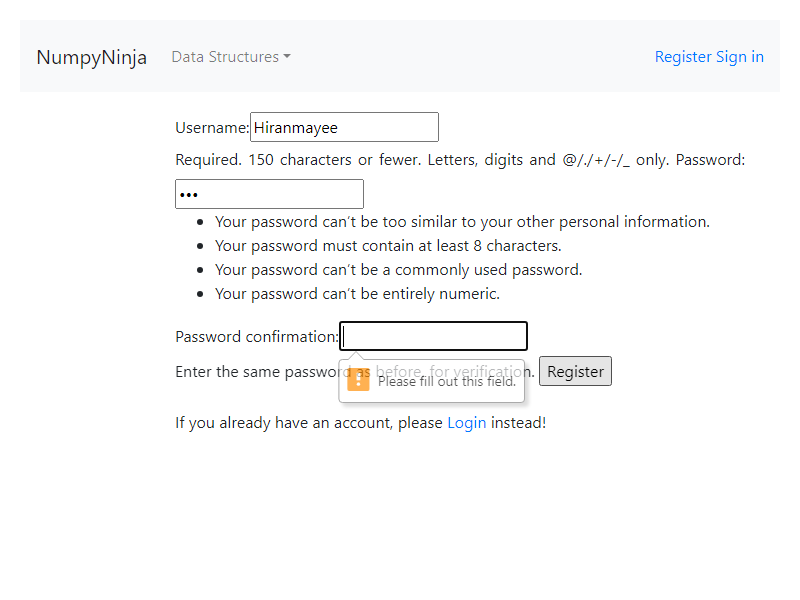 NumpyNinja Data Structures Register Sign in
Username: Hiranmayee
Required. 150 characters or fewer. Letters, digits and @/./+/-/_ only. Password:
•••
• Your password can’t be too similar to your other personal information.
• Your password must contain at least 8 characters.
• Your password can’t be a commonly used password.
• Your password can’t be entirely numeric.
Password confirmation:
Enter the same password as before, for verification. Register
Please fill out this field.
If you already have an account, please Login instead!